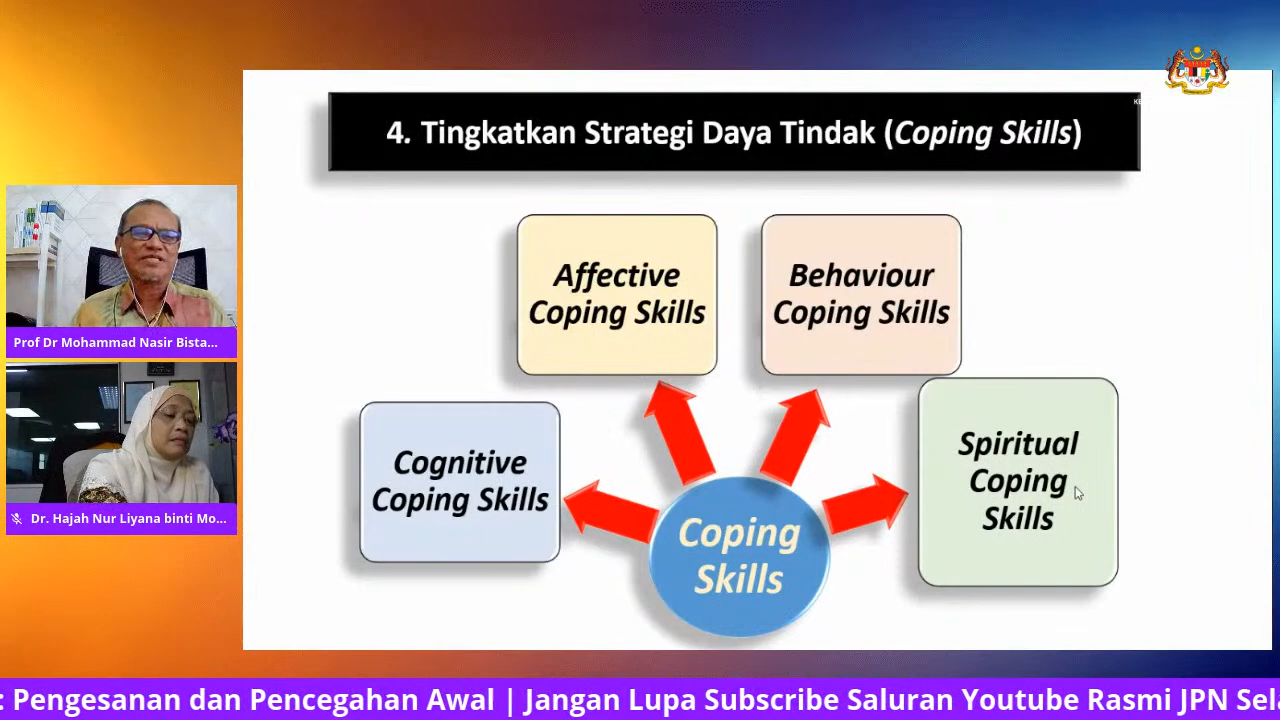 4. Tingkatkan Strategi Daya Tindak (Coping Skills)
Affective
Coping Skills
Behaviour
Coping Skills
Cognitive
Coping Skills
Spiritual
Coping
Skills
Coping
Skills
Prof Dr Mohammad Nasir Bista...
Dr. Hajah Nur Liyana binti Mo...
: Pengesanan dan Pencegahan Awal | Jangan Lupa Subscribe Saluran Youtube Rasmi JPN Sela